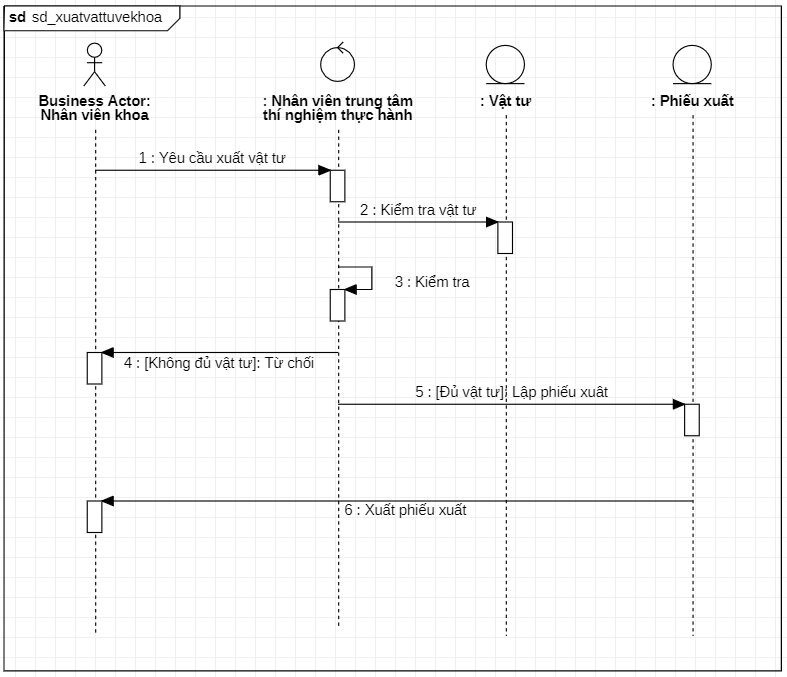 sd sd_xuatvattuvekhoa
Business Actor:
Nhân viên khoa
: Nhân viên trung tâm
thí nghiệm thực hành
: Vật tư
: Phiếu xuất
1 : Yêu cầu xuất vật tư
2 : Kiểm tra vật tư
3 : Kiểm tra
4 : [Không đủ vật tư]: Từ chối
5 : [Đủ vật tư]: Lập phiếu xuât
6 : Xuất phiếu xuất